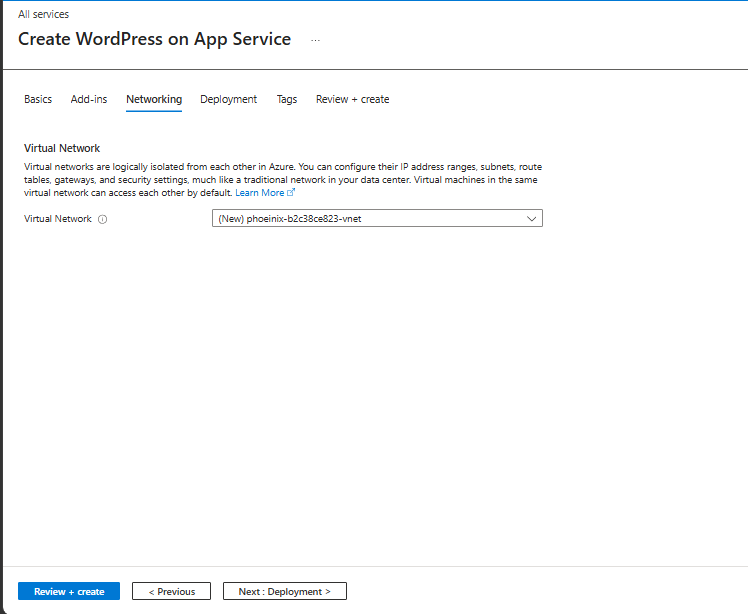 All services
Create WordPress on App Service ...
Basics Add-ins Networking Deployment Tags Review + create
Virtual Network
Virtual networks are logically isolated from each other in Azure. You can configure their IP address ranges, subnets, route
tables, gateways, and security settings, much like a traditional network in your data center. Virtual machines in the same
virtual network can access each other by default. Learn More
Virtual Network (New) phoeinix-b2c38ce823-vnet
Review + create < Previous Next : Deployment >